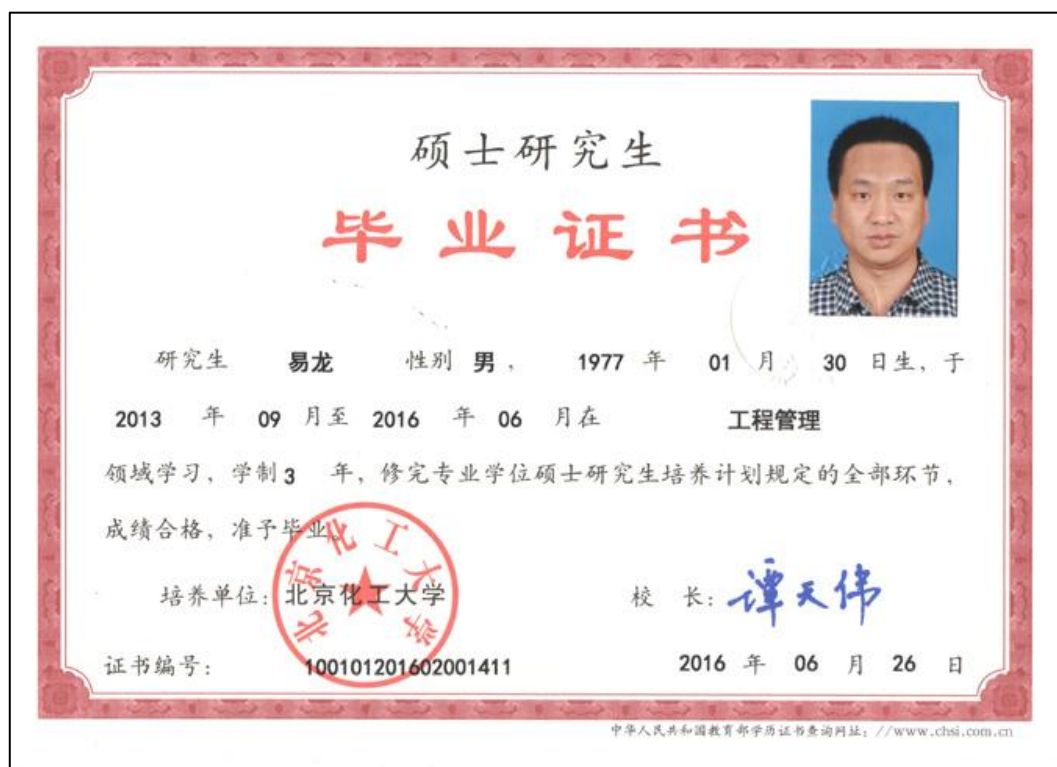 硕士研究生
毕业证书
研究生 易龙 性别 男， 1977 年 01 月 30 日生，于
2013 年 09 月至 2016 年 06 月在 工程管理
领域学习，学制 3 年，修完专业学位硕士研究生培养计划规定的全部环节，
成绩合格，准予毕业。
培养单位：北京化工大学 校 长：谭天伟
北京化工大学
证书编号： 100101201602001411 2016 年 06 月 26 日
中华人民共和国教育部学历证书查询网址：//www.chsi.com.cn